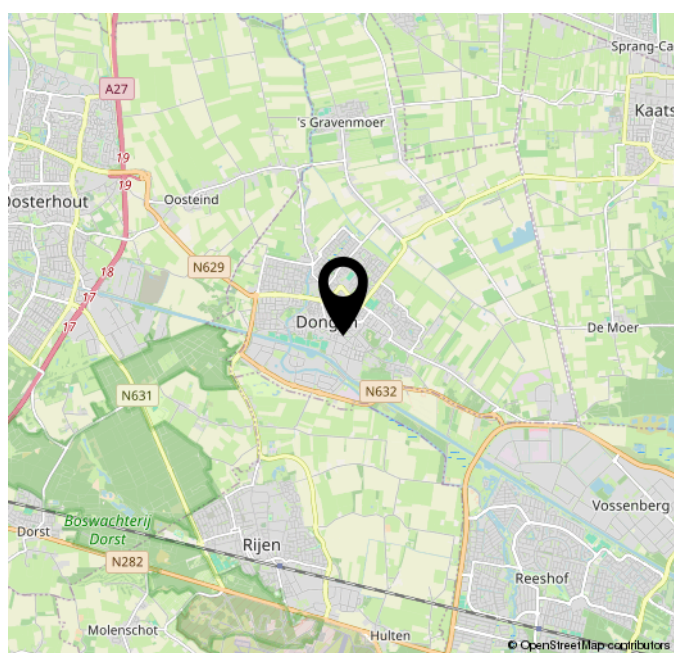 Sprang-Ca
A27
Kaats
's Gravenmoer
19
19
Oosteind
Oosterhout
N629
18
17
Dongen
De Moer
17
N631
N632
Vossenberg
Boswachterij
Dorst
Dorst
Rijen
N282
Reeshof
Molenschot
Hulten
© OpenStreetMap contributors